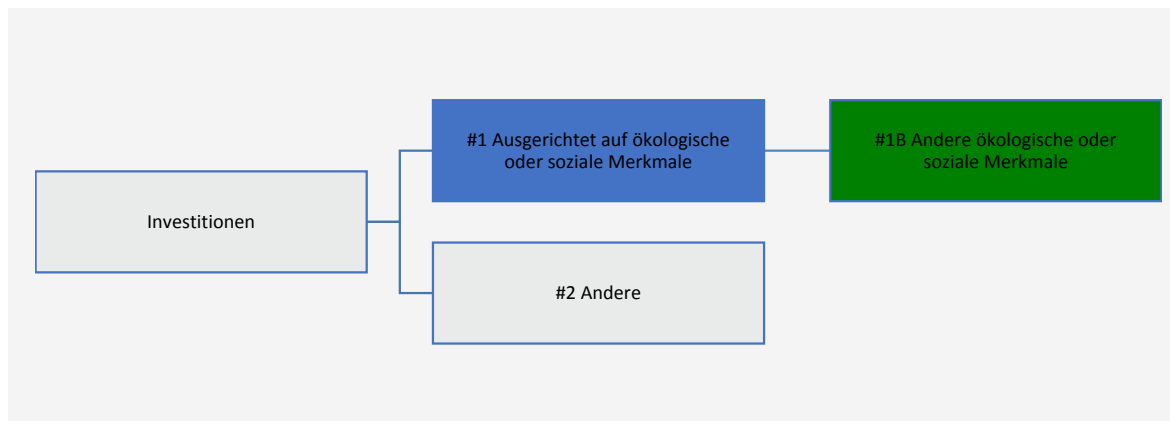 Investitionen
#1 Ausgerichtet auf ökologische
oder soziale Merkmale
#1B Andere ökologische oder
soziale Merkmale
#2 Andere